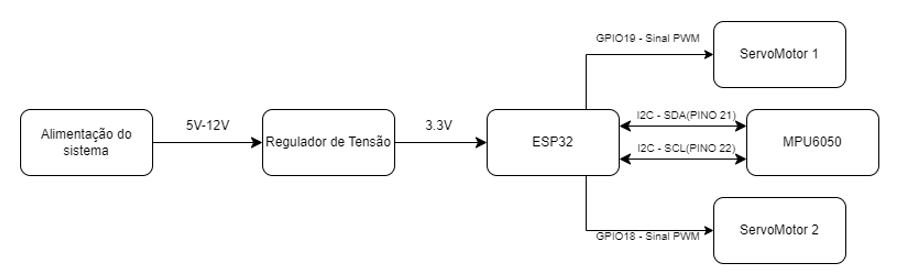 GPIO19 - Sinal PWM
ServoMotor 1
Alimentação do
sistema
5V-12V
Regulador de Tensão
3.3V
ESP32
I2C - SDA(PINO 21)
I2C - SCL(PINO 22)
MPU6050
GPIO18 - Sinal PWM
ServoMotor 2